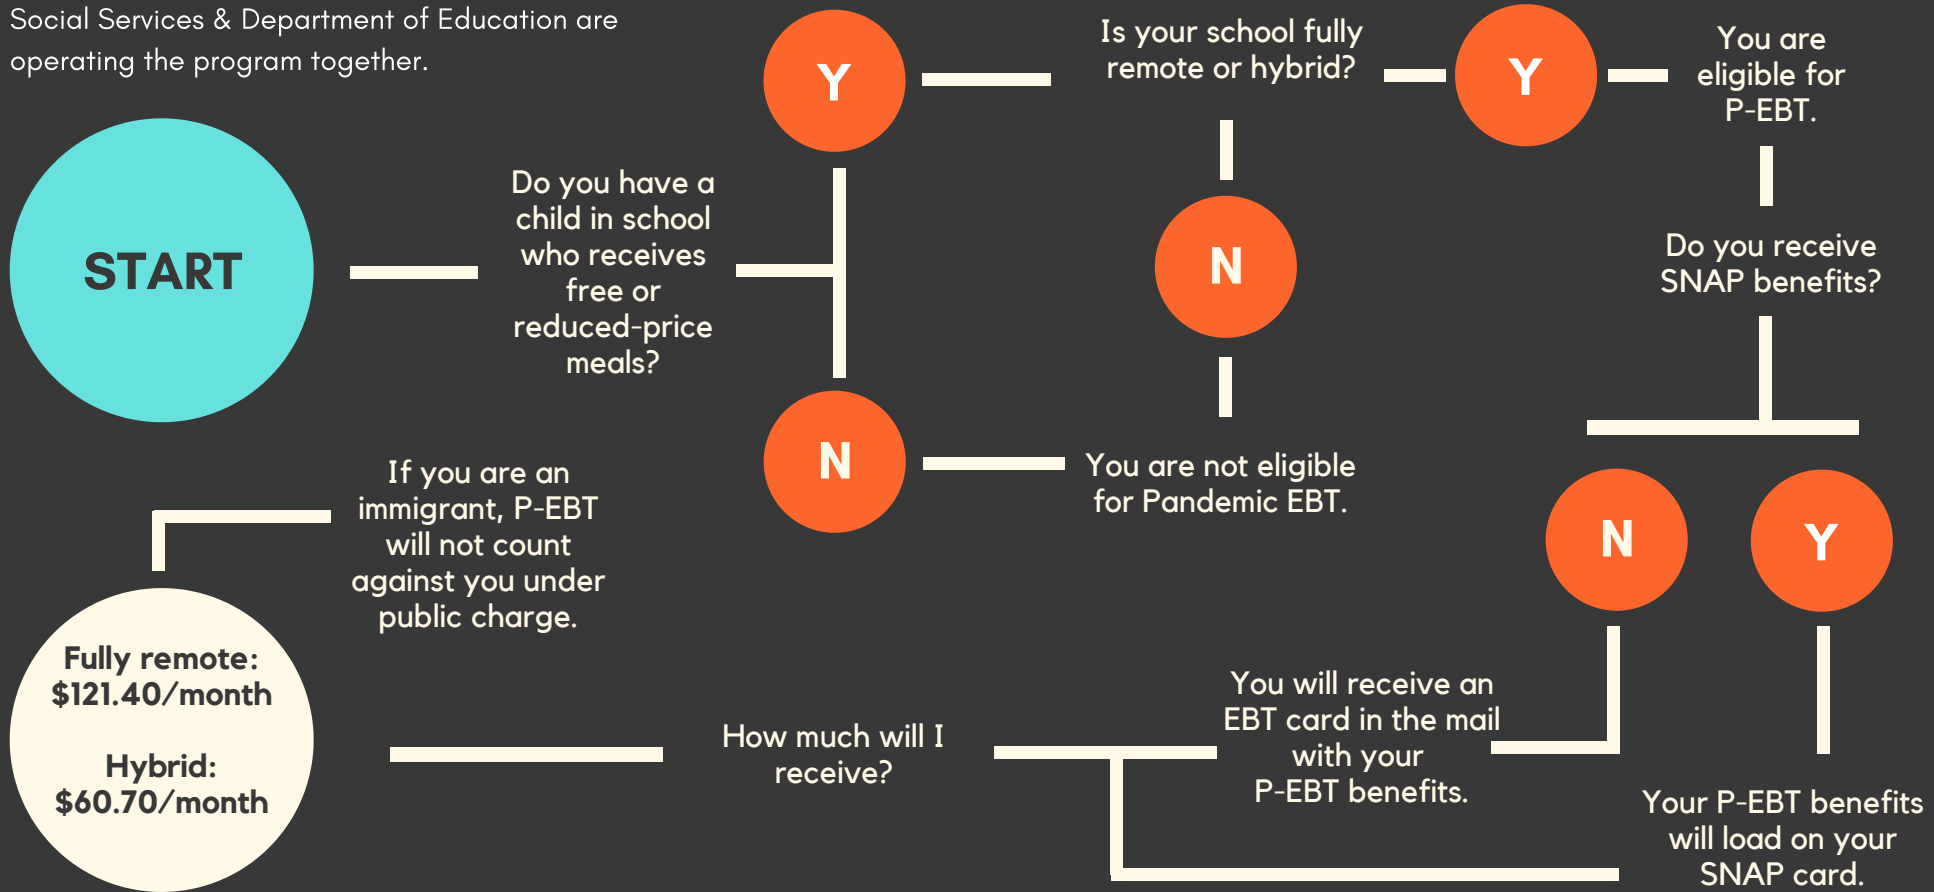 Social Services & Department of Education are
operating the program together.
START
Do you have a
child in school
who receives
free or
reduced-price
meals?
Y
N
Is your school fully
remote or hybrid?
N
You are not eligible
for Pandemic EBT.
Y
You are
eligible for
P-EBT.
Do you receive
SNAP benefits?
N
Y
You will receive an
EBT card in the mail
with your
P-EBT benefits.
Your P-EBT benefits
will load on your
SNAP card.
How much will I
receive?
Fully remote:
$121.40/month
Hybrid:
$60.70/month
If you are an
immigrant, P-EBT
will not count
against you under
public charge.